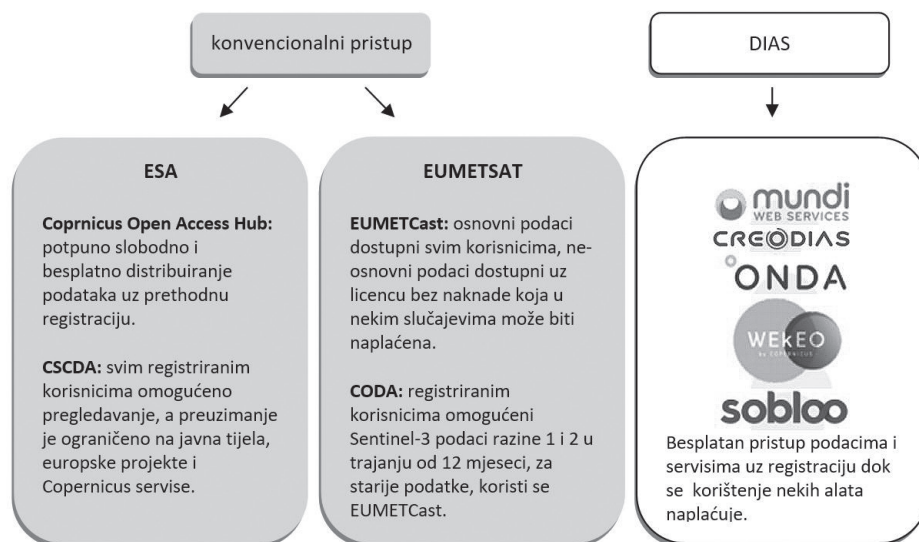 konvencionalni pristup
DIAS
ESA
Coprnicus Open Access Hub:
potpuno slobodno i
besplatno distribuiranje
podataka uz prethodnu
registraciju.
CSCDA: svim registriranim
korisnicima omogućeno
pregledavanje, a preuzimanje
je ograničeno na javna tijela,
europske projekte i
Copernicus servise.
EUMETSAT
EUMETCast: osnovni podaci
dostupni svim korisnicima, ne-
osnovni podaci dostupni uz
licencu bez naknade koja u
nekim slučajevima može biti
naplaćena.
CODA: registriranim
korisnicima omogućeni
Sentinel-3 podaci razine 1 i 2 u
trajanju od 12 mjeseci, za
starije podatke, koristi se
EUMETCast.
mundi
WEB SERVICES
CREODIAS
ONDA
WEkEO
by COPERNICUS
sobloo
Besplatan pristup podacima i
servisima uz registraciju dok
se korištenje nekih alata
naplaćuje.